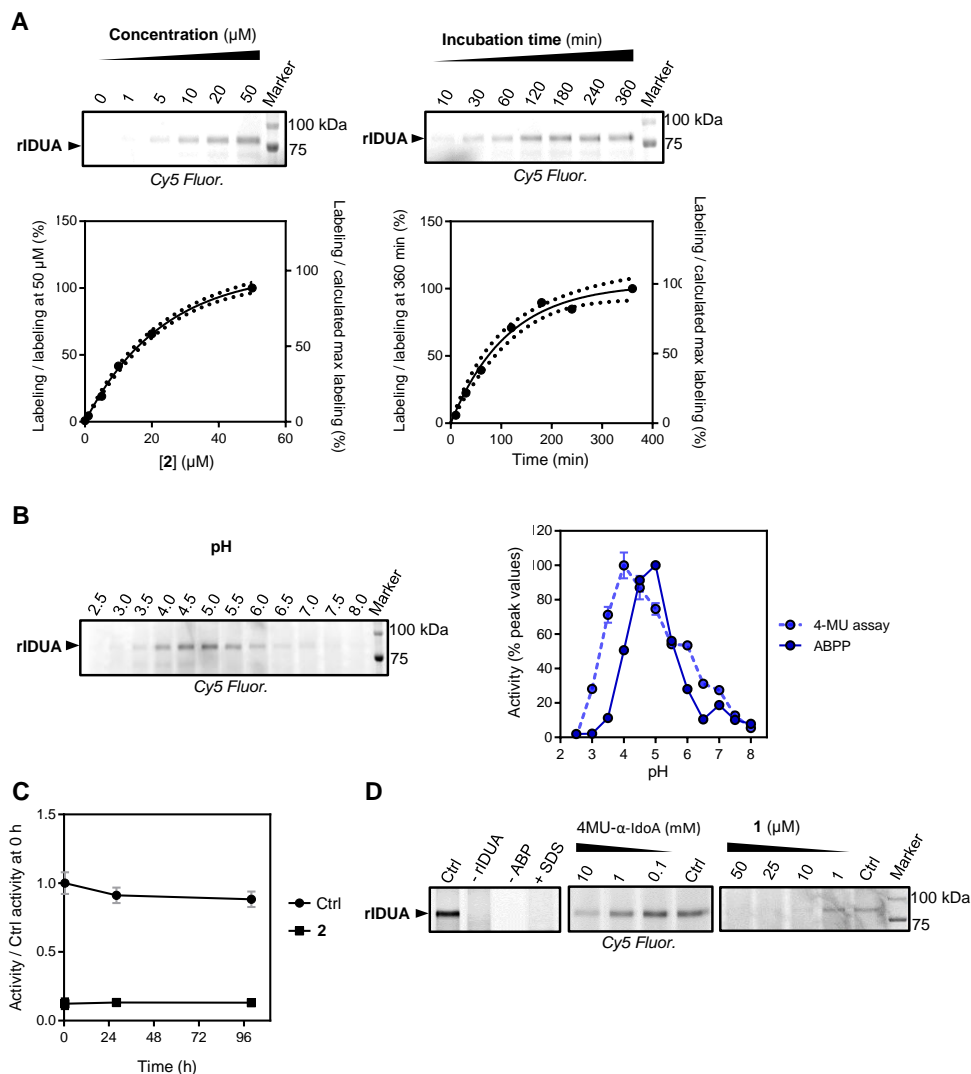 A
Concentration (µM)
0 1 5 10 20 50 Marker
rIDUA
100 kDa
75
Cy5 Fluor.
Incubation time (min)
10 30 60 120 180 240 360 Marker
rIDUA
100 kDa
75
Cy5 Fluor.
Labeling / labeling at 50 µM (%)
150
100
50
0
0 20 40 60
[2] (µM)
100
50
0
Labeling / calculated max labeling (%)
Labeling / labeling at 360 min (%)
150
100
50
0
0 100 200 300 400
Time (min)
100
50
0
Labeling / calculated max labeling (%)
B
pH
2.5 3.0 3.5 4.0 4.5 5.0 5.5 6.0 6.5 7.0 7.5 8.0 Marker
rIDUA
100 kDa
75
Cy5 Fluor.
Activity (% peak values)
120
100
80
60
40
20
0
2 3 4 5 6 7 8
pH
4-MU assay
ABPP
C
Activity / Ctrl activity at 0 h
1.5
1.0
0.5
0.0
0 24 48 72 96
Time (h)
Ctrl
2
D
rIDUA
Ctrl - rIDUA - ABP + SDS
4MU-α-IdoA (mM)
10 1 0.1 Ctrl
Cy5 Fluor.
1 (µM)
50 25 10 1 Ctrl Marker
100 kDa
75